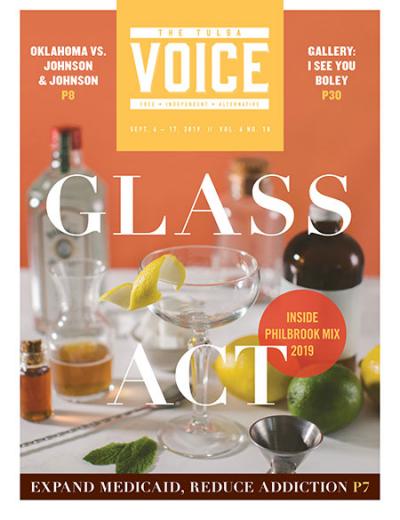 OKLAHOMA VS.
JOHNSON
& JOHNSON
P8
THE TULSA
VOICE
FREE • INDEPENDENT • ALTERNATIVE
SEPT. 4 – 17, 2019 // VOL. 6 NO. 18
GALLERY:
I SEE YOU
BOLEY
P30
GLASS
ACT
INSIDE
PHILBROOK MIX
2019
EXPAND MEDICAID, REDUCE ADDICTION P7